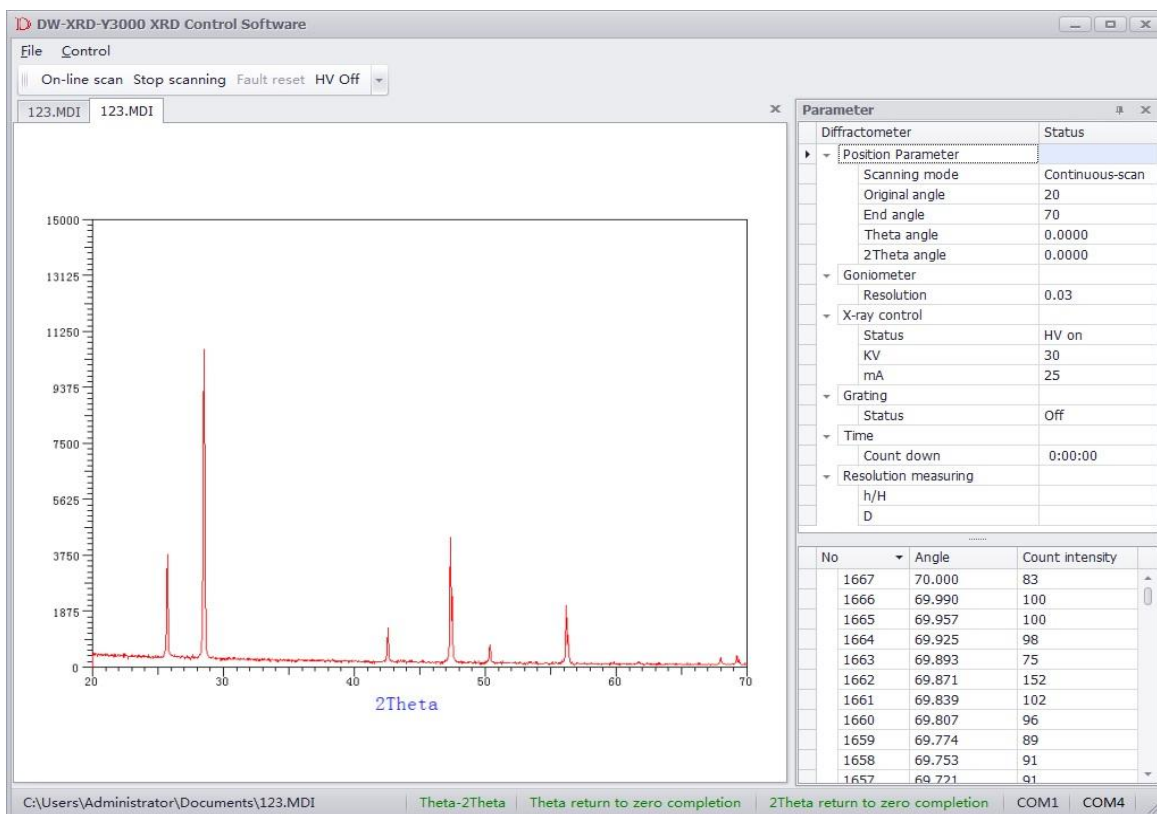 DW-XRD-Y3000 XRD Control Software
File Control
On-line scan Stop scanning Fault reset HV Off
123.MDI 123.MDI
15000
13125
11250
9375
7500
5625
3750
1875
0
20 30 40 50 60 70
2Theta
Parameter
Diffractometer Status
Position Parameter
Scanning mode Continuous-scan
Original angle 20
End angle 70
Theta angle 0.0000
2Theta angle 0.0000
Goniometer
Resolution 0.03
X-ray control
Status HV on
KV 30
mA 25
Grating
Status Off
Time
Count down 0:00:00
Resolution measuring
h/H
D
No Angle Count intensity
1667 70.000 83
1666 69.990 100
1665 69.957 100
1664 69.925 98
1663 69.893 75
1662 69.871 152
1661 69.839 102
1660 69.807 96
1659 69.774 89
1658 69.753 91
1657 69.721 91
C:\Users\Administrator\Documents\123.MDI Theta-2Theta Theta return to zero completion 2Theta return to zero completion COM1 COM4